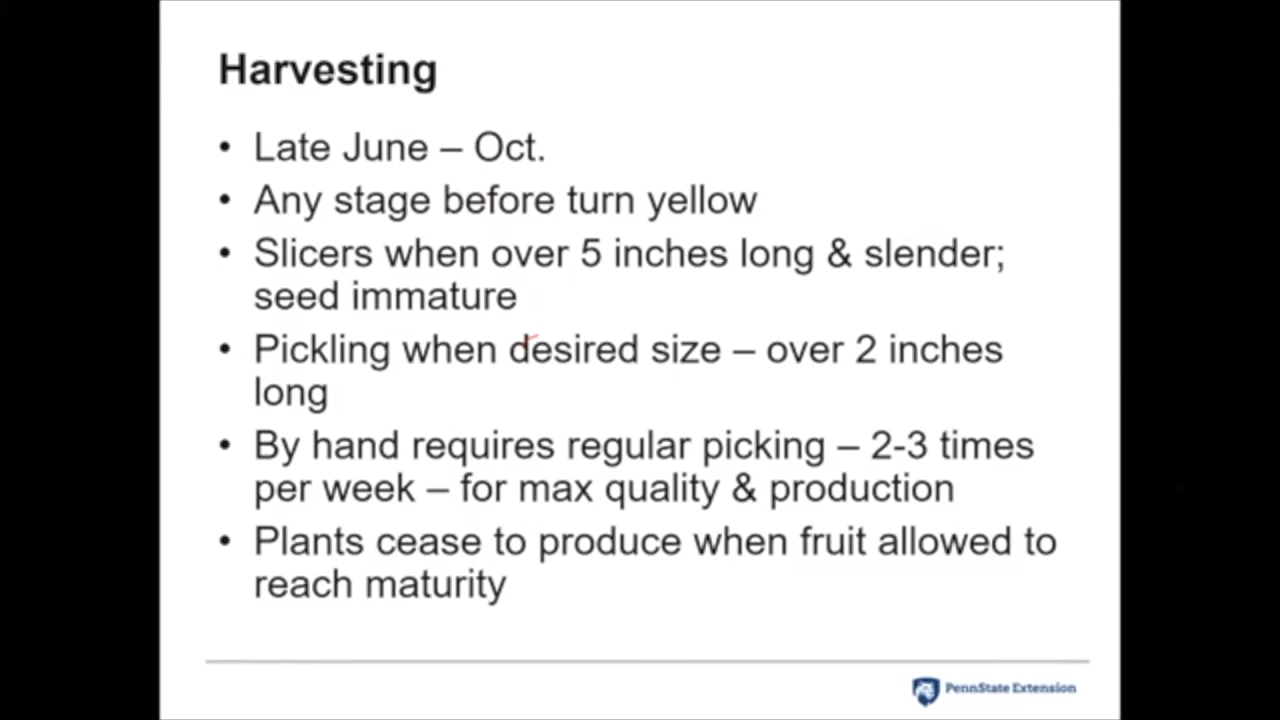 Harvesting
• Late June – Oct.
• Any stage before turn yellow
• Slicers when over 5 inches long & slender;
seed immature
• Pickling when desired size – over 2 inches
long
• By hand requires regular picking – 2-3 times
per week – for max quality & production
• Plants cease to produce when fruit allowed to
reach maturity
PennState Extension